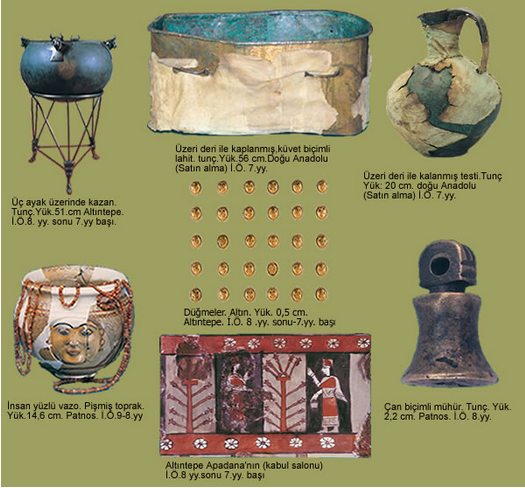 Üzeri deri ile kaplanmış,küvet biçimli
lahit. tunç.Yük.56 cm.Doğu Anadolu
(Satın alma) İ.Ö. 7.yy.
Üzeri deri ile kalanmış testi.Tunç
Yük: 20 cm. doğu Anadolu
(Satın alma) İ.Ö. 7.yy.
Üç ayak üzerinde kazan.
Tunç.Yük.51.cm Altıntepe.
İ.Ö.8. yy. sonu 7.yy başı.
Düğmeler. Altın. Yük. 0,5 cm.
Altıntepe. İ.Ö. 8 .yy. sonu-7.yy. başı
İnsan yüzlü vazo. Pişmiş toprak.
Yük.14,6 cm. Patnos. İ.Ö.9-8.yy
Çan biçimli mühür. Tunç. Yük.
2,2 cm. Patnos. İ.Ö. 8.yy.
Altıntepe Apadana'nın (kabul salonu)
İ.Ö.8 yy.sonu 7.yy. başı